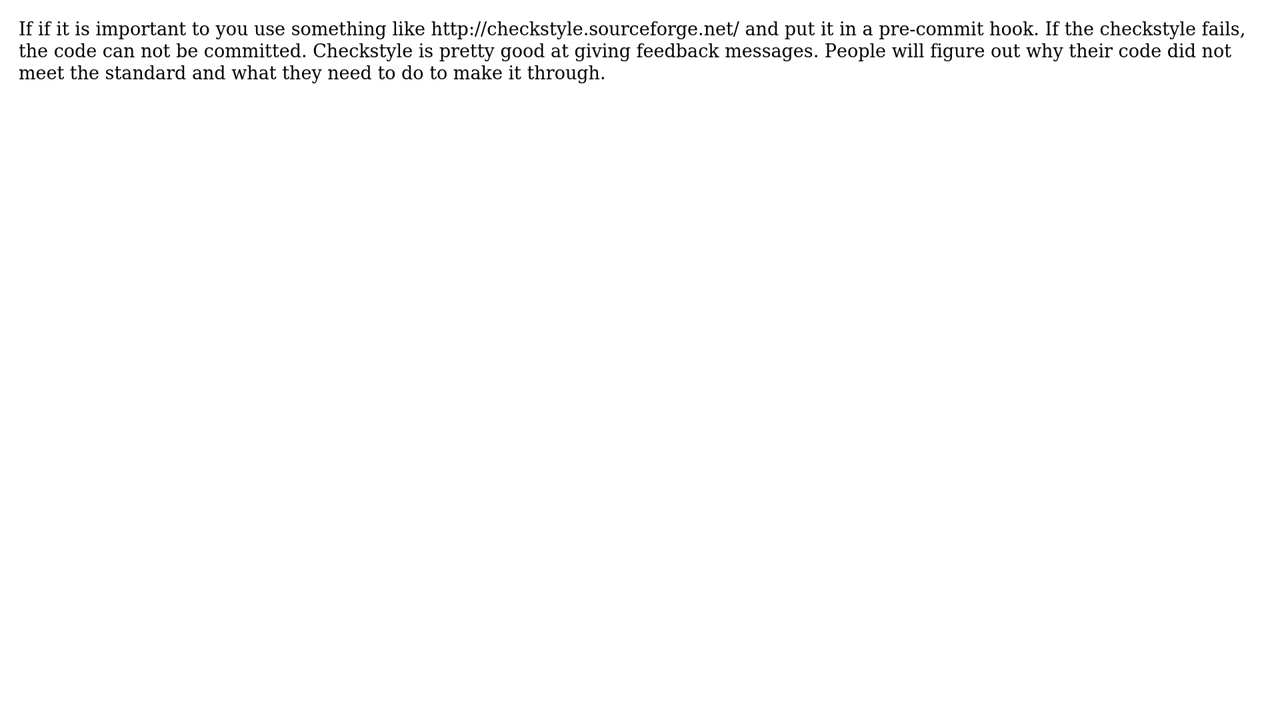 If if it is important to you use something like http://checkstyle.sourceforge.net/ and put it in a pre-commit hook. If the checkstyle fails,
the code can not be committed. Checkstyle is pretty good at giving feedback messages. People will figure out why their code did not
meet the standard and what they need to do to make it through.